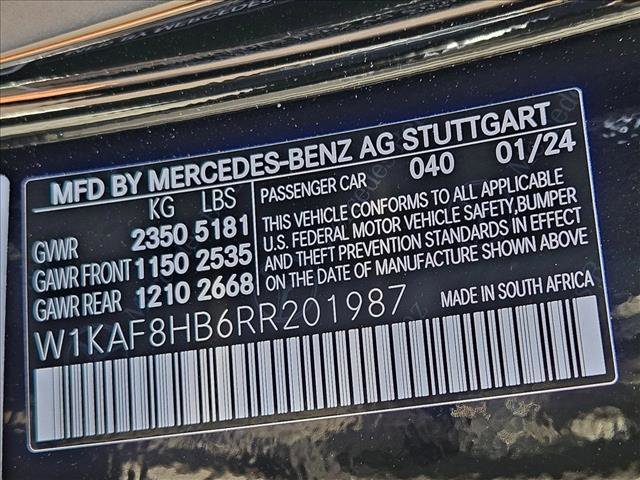 MFD BY MERCEDES-BENZ AG STUTTGART
KG LBS
GVWR 2350 5181
GAWR FRONT 1150 2535
GAWR REAR 1210 2668
PASSENGER CAR 040 01/24
THIS VEHICLE CONFORMS TO ALL APPLICABLE
U.S. FEDERAL MOTOR VEHICLE SAFETY,BUMPER
AND THEFT PREVENTION STANDARDS IN EFFECT
ON THE DATE OF MANUFACTURE SHOWN ABOVE
W1KAF8HB6RR201987
MADE IN SOUTH AFRICA